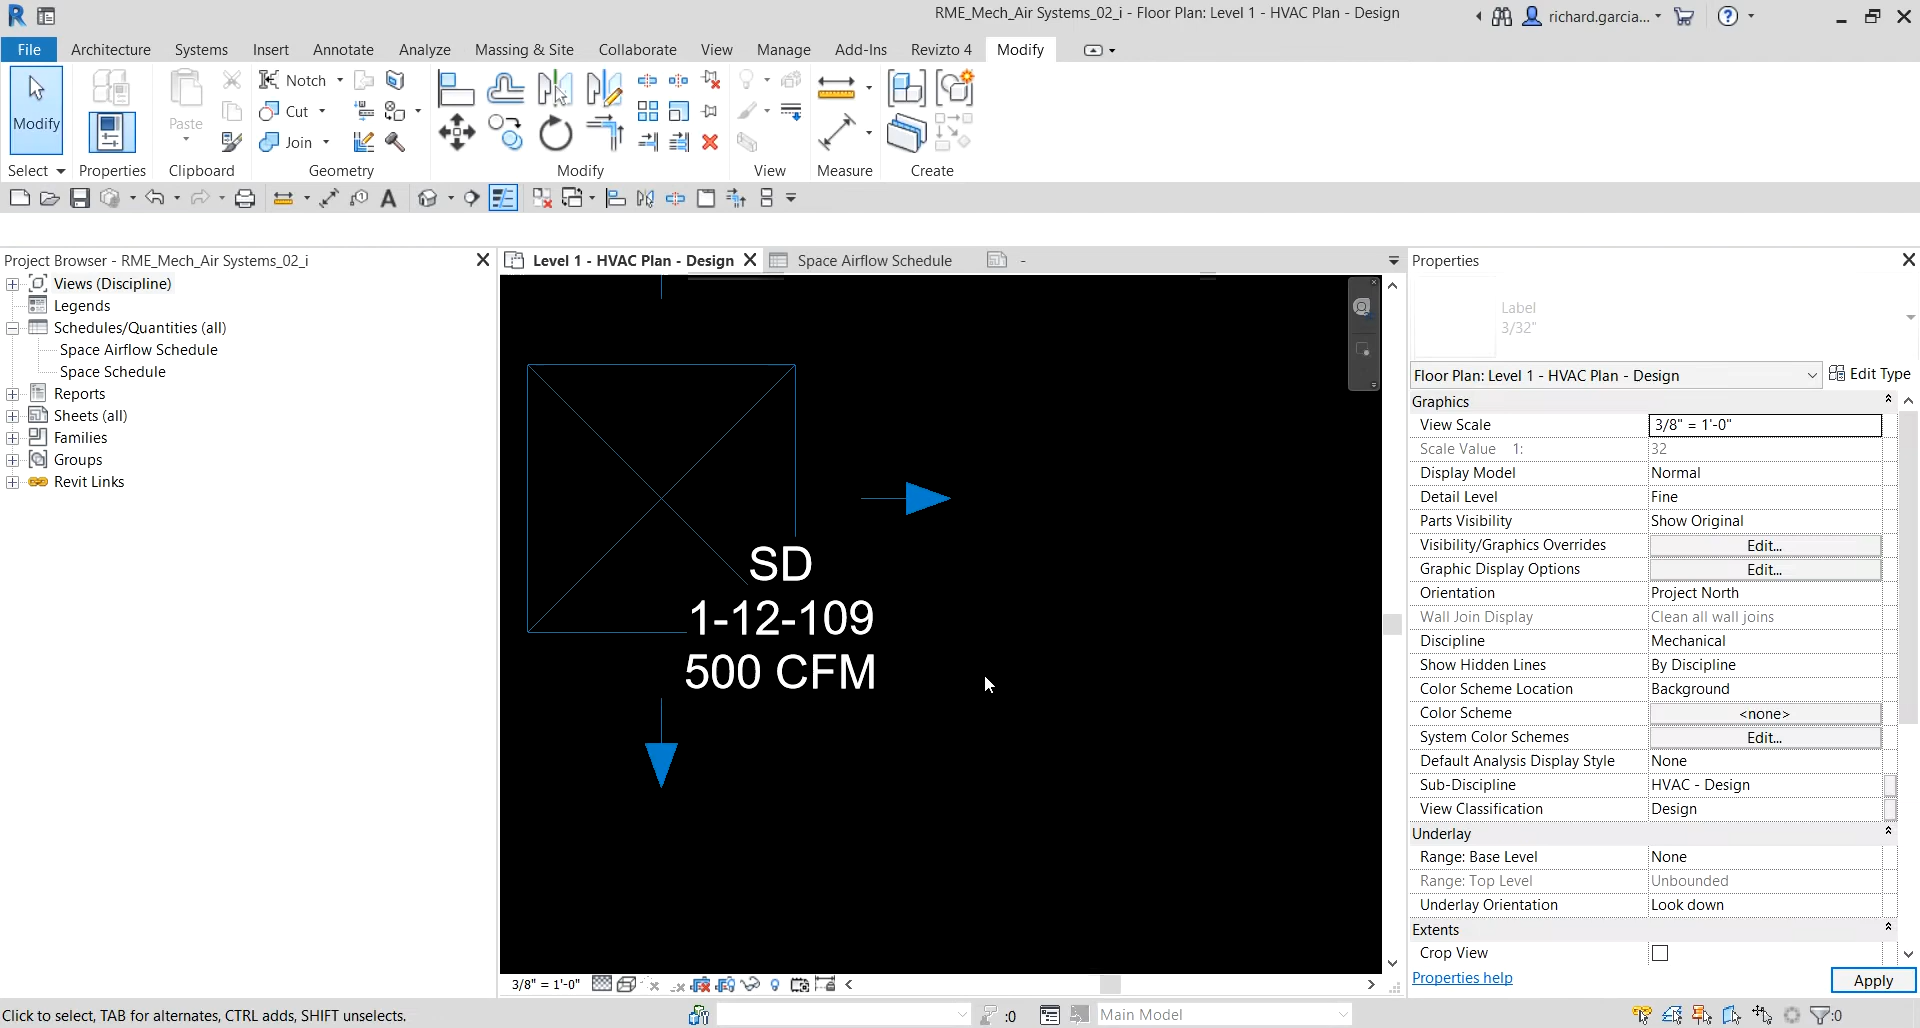 RME_Mech_Air Systems_02_i - Floor Plan: Level 1 - HVAC Plan - Design
richard.garcia...
File Architecture Systems Insert Annotate Analyze Massing & Site Collaborate View Manage Add-Ins Revizto 4 Modify
Modify
Paste
Notch
Cut
Join
Select Properties Clipboard Geometry Modify View Measure Create
Project Browser - RME_Mech_Air Systems_02_i
Views (Discipline)
Legends
Schedules/Quantities (all)
Space Airflow Schedule
Space Schedule
Reports
Sheets (all)
Families
Groups
Revit Links
Level 1 - HVAC Plan - Design
Space Airflow Schedule
-
SD
1-12-109
500 CFM
3/8" = 1'-0"
Properties
Label
3/32"
Floor Plan: Level 1 - HVAC Plan - Design
Edit Type
Graphics
View Scale 3/8" = 1'-0"
Scale Value 1: 32
Display Model Normal
Detail Level Fine
Parts Visibility Show Original
Visibility/Graphics Overrides Edit...
Graphic Display Options Edit...
Orientation Project North
Wall Join Display Clean all wall joins
Discipline Mechanical
Show Hidden Lines By Discipline
Color Scheme Location Background
Color Scheme <none>
System Color Schemes Edit...
Default Analysis Display Style None
Sub-Discipline HVAC - Design
View Classification Design
Underlay
Range: Base Level None
Range: Top Level Unbounded
Underlay Orientation Look down
Extents
Crop View
Properties help
Apply
Click to select, TAB for alternates, CTRL adds, SHIFT unselects.
:0
Main Model
:0